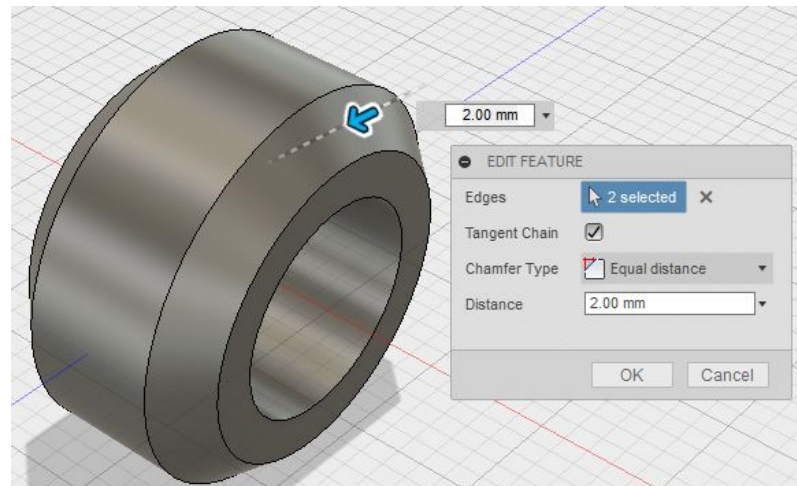 2.00 mm
EDIT FEATURE
Edges 2 selected
Tangent Chain
Chamfer Type Equal distance
Distance 2.00 mm
OK Cancel